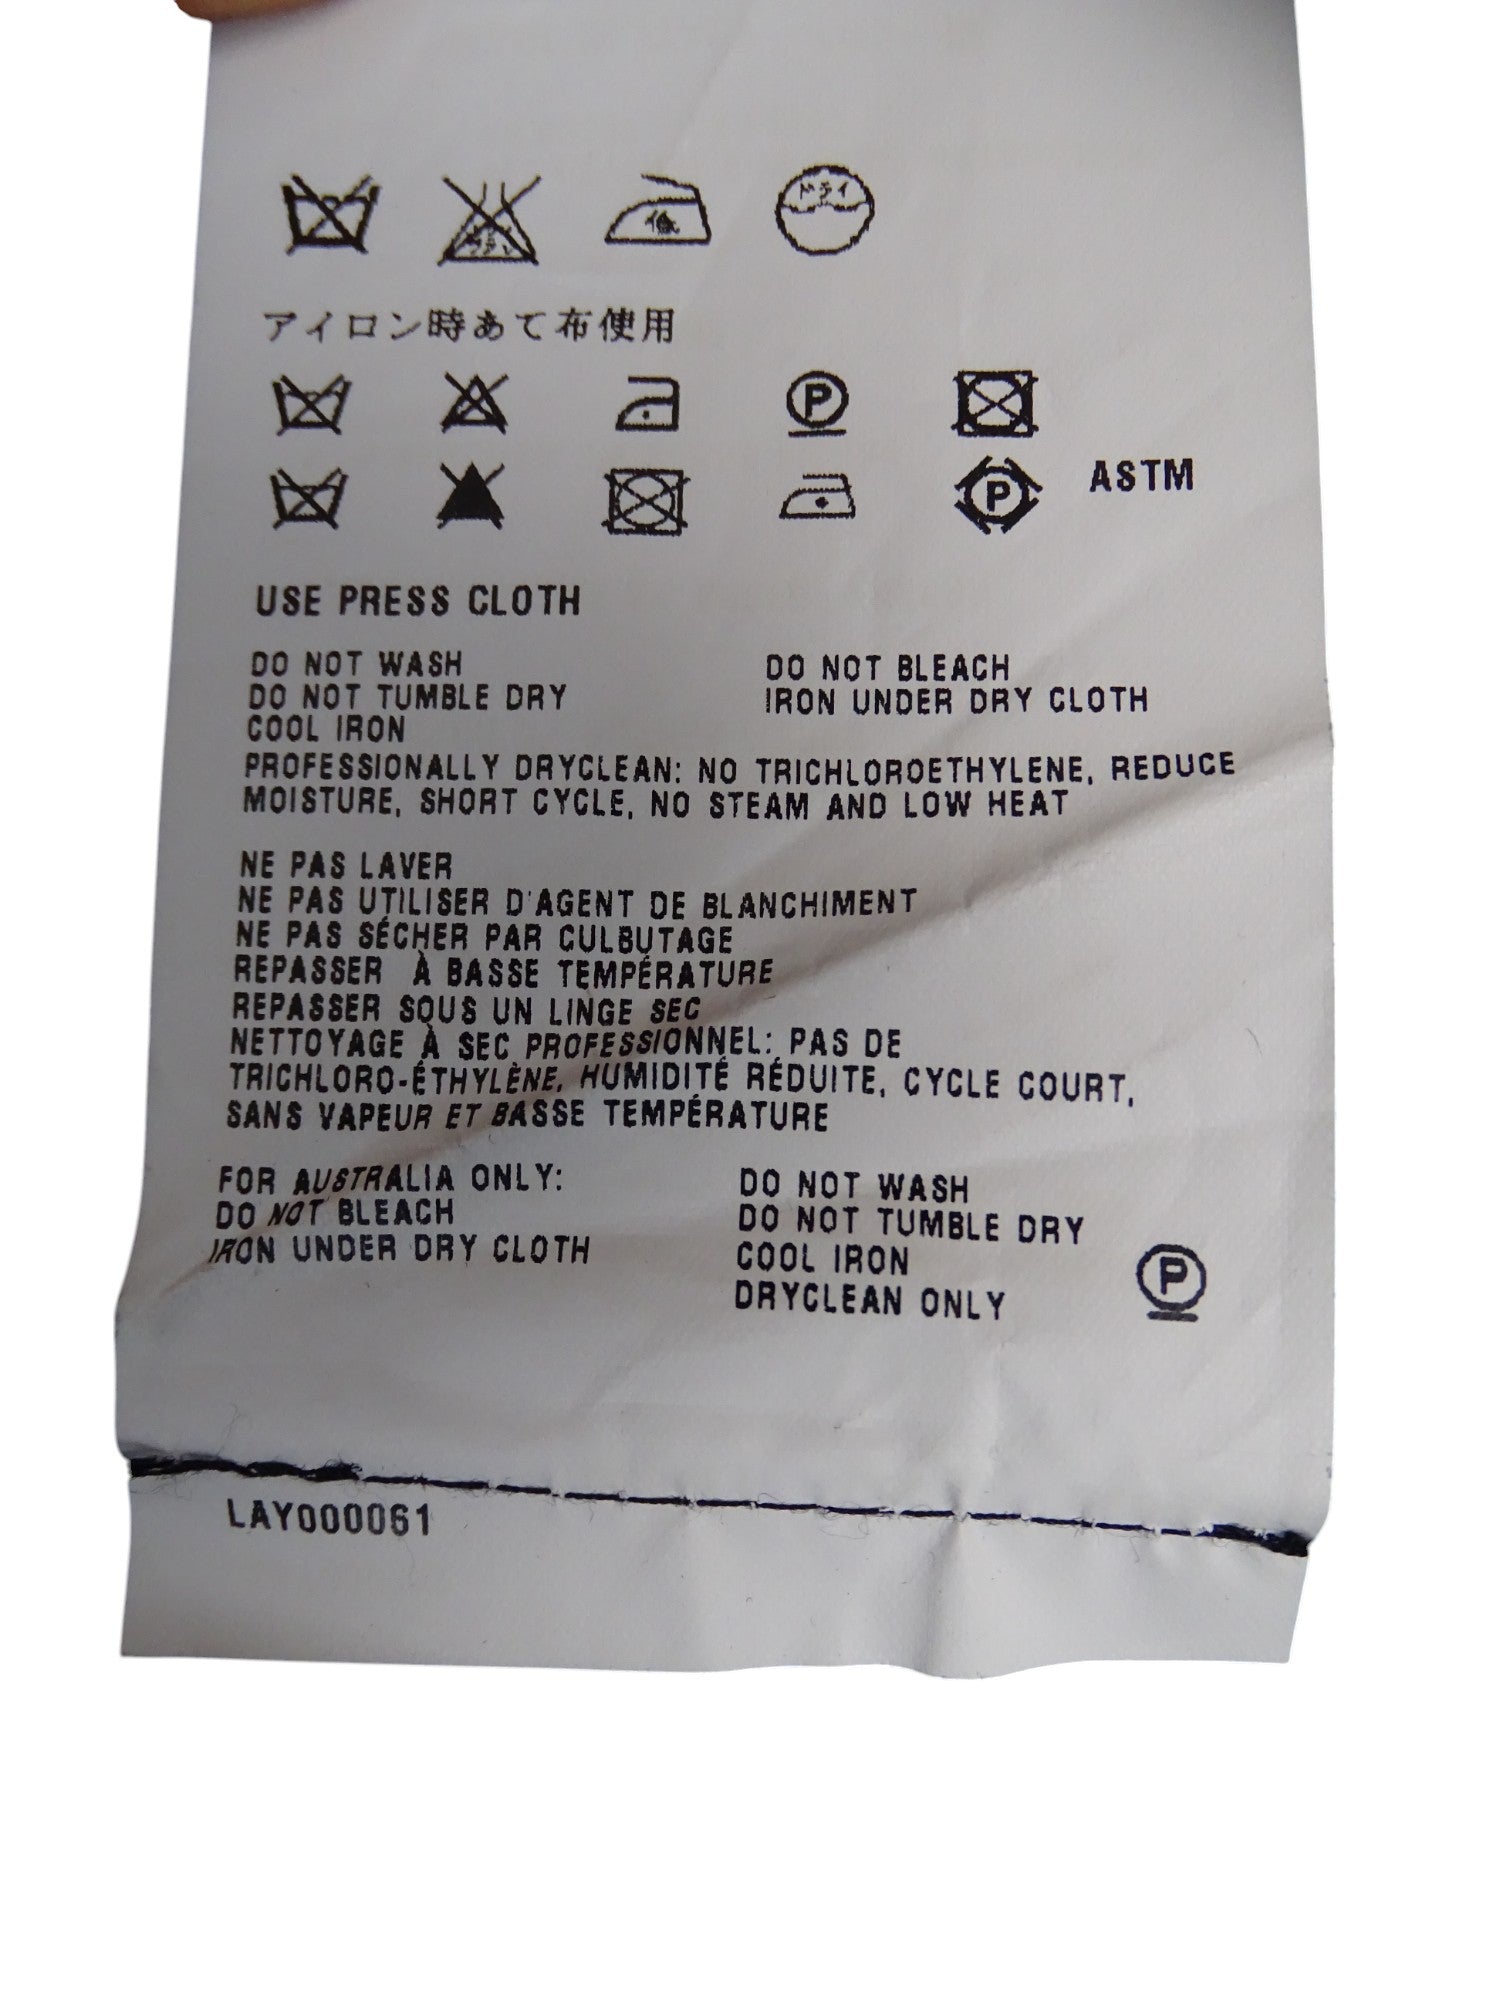 ドライ
低
アイロン時あて布使用
P
P
ASTM
USE PRESS CLOTH
DO NOT WASH
DO NOT BLEACH
DO NOT TUMBLE DRY
IRON UNDER DRY CLOTH
COOL IRON
PROFESSIONALLY DRYCLEAN: NO TRICHLOROETHYLENE, REDUCE
MOISTURE, SHORT CYCLE, NO STEAM AND LOW HEAT
NE PAS LAVER
NE PAS UTILISER D'AGENT DE BLANCHIMENT
NE PAS SÉCHER PAR CULBUTAGE
REPASSER À BASSE TEMPÉRATURE
REPASSER SOUS UN LINGE SEC
NETTOYAGE À SEC PROFESSIONNEL: PAS DE
TRICHLORO-ÉTHYLÈNE, HUMIDITÉ RÉDUITE, CYCLE COURT,
SANS VAPEUR ET BASSE TEMPÉRATURE
FOR AUSTRALIA ONLY:
DO NOT BLEACH
IRON UNDER DRY CLOTH
DO NOT WASH
DO NOT TUMBLE DRY
COOL IRON
DRYCLEAN ONLY
P
LAY000061